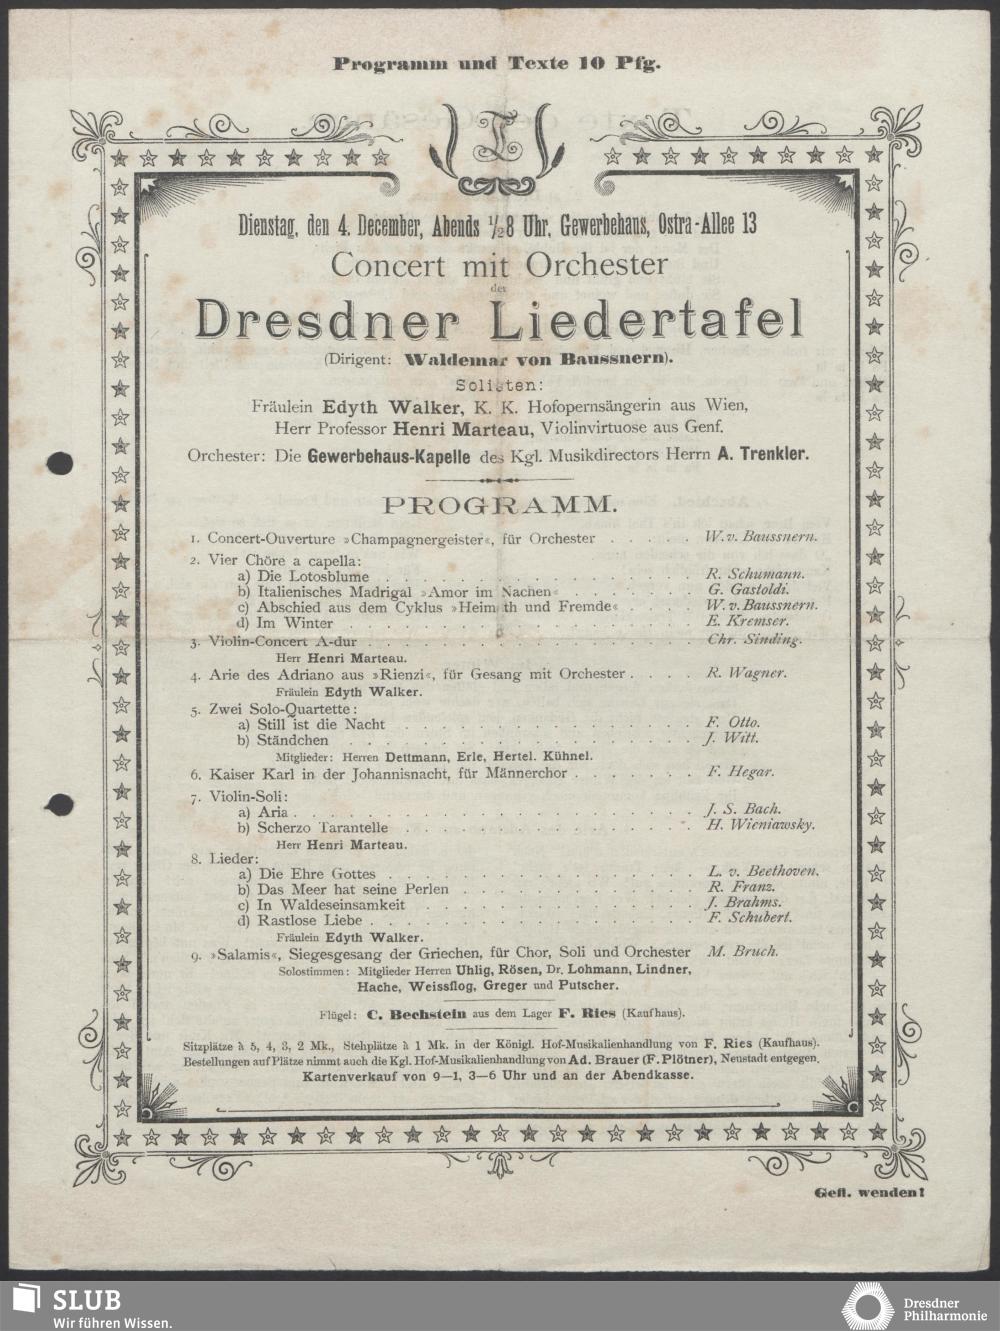 Programm und Texte 10 Pfg.
Dienstag, den 4. December, Abends 1/28 Uhr, Gewerbehaus, Ostra-Allee 13
Concert mit Orchester
der
Dresdner Liedertafel
(Dirigent: Waldemar von Baussnern).
Solisten:
Fräulein Edyth Walker, K. K. Hofopernsängerin aus Wien,
Herr Professor Henri Marteau, Violinvirtuose aus Genf.
Orchester: Die Gewerbehaus-Kapelle des Kgl. Musikdirectors Herrn A. Trenkler.
PROGRAMM.
1. Concert-Ouverture »Champagnergeister«, für Orchester . . . . . W. v. Baussnern.
2. Vier Chöre a capella:
a) Die Lotosblume . . . . . . . . . . . . . . . . R. Schumann.
b) Italienisches Madrigal »Amor im Nachen« . . . . . . . G. Gastoldi.
c) Abschied aus dem Cyklus »Heimath und Fremde« . . . . W. v. Baussnern.
d) Im Winter . . . . . . . . . . . . . . . . . . E. Kremser.
3. Violin-Concert A-dur . . . . . . . . . . . . . . . . . Chr. Sinding.
Herr Henri Marteau.
4. Arie des Adriano aus »Rienzi«, für Gesang mit Orchester . . . . R. Wagner.
Fräulein Edyth Walker.
5. Zwei Solo-Quartette:
a) Still ist die Nacht . . . . . . . . . . . . . . . . F. Otto.
b) Ständchen . . . . . . . . . . . . . . . . . . J. Witt.
Mitglieder: Herren Dettmann, Erle, Hertel. Kühnel.
6. Kaiser Karl in der Johannisnacht, für Männerchor . . . . . . . F. Hegar.
7. Violin-Soli:
a) Aria . . . . . . . . . . . . . . . . . . . . J. S. Bach.
b) Scherzo Tarantelle . . . . . . . . . . . . . . . H. Wieniawsky.
Herr Henri Marteau.
8. Lieder:
a) Die Ehre Gottes . . . . . . . . . . . . . . . . L. v. Beethoven.
b) Das Meer hat seine Perlen . . . . . . . . . . . . R. Franz.
c) In Waldeseinsamkeit . . . . . . . . . . . . . . J. Brahms.
d) Rastlose Liebe . . . . . . . . . . . . . . . . . F. Schubert.
Fräulein Edyth Walker.
9. »Salamis«, Siegesgesang der Griechen, für Chor, Soli und Orchester M. Bruch.
Solostimmen: Mitglieder Herren Uhlig, Rösen, Dr. Lohmann, Lindner,
Hache, Weissflog, Greger und Putscher.
Flügel: C. Bechstein aus dem Lager F. Ries (Kaufhaus).
Sitzplätze à 5, 4, 3, 2 Mk., Stehplätze à 1 Mk. in der Königl. Hof-Musikalienhandlung von F. Ries (Kaufhaus).
Bestellungen auf Plätze nimmt auch die Kgl. Hof-Musikalienhandlung von Ad. Brauer (F. Plötner), Neustadt entgegen.
Kartenverkauf von 9—1, 3—6 Uhr und an der Abendkasse.
Gefl. wenden!
SLUB
Wir führen Wissen.
Dresdner
Philharmonie